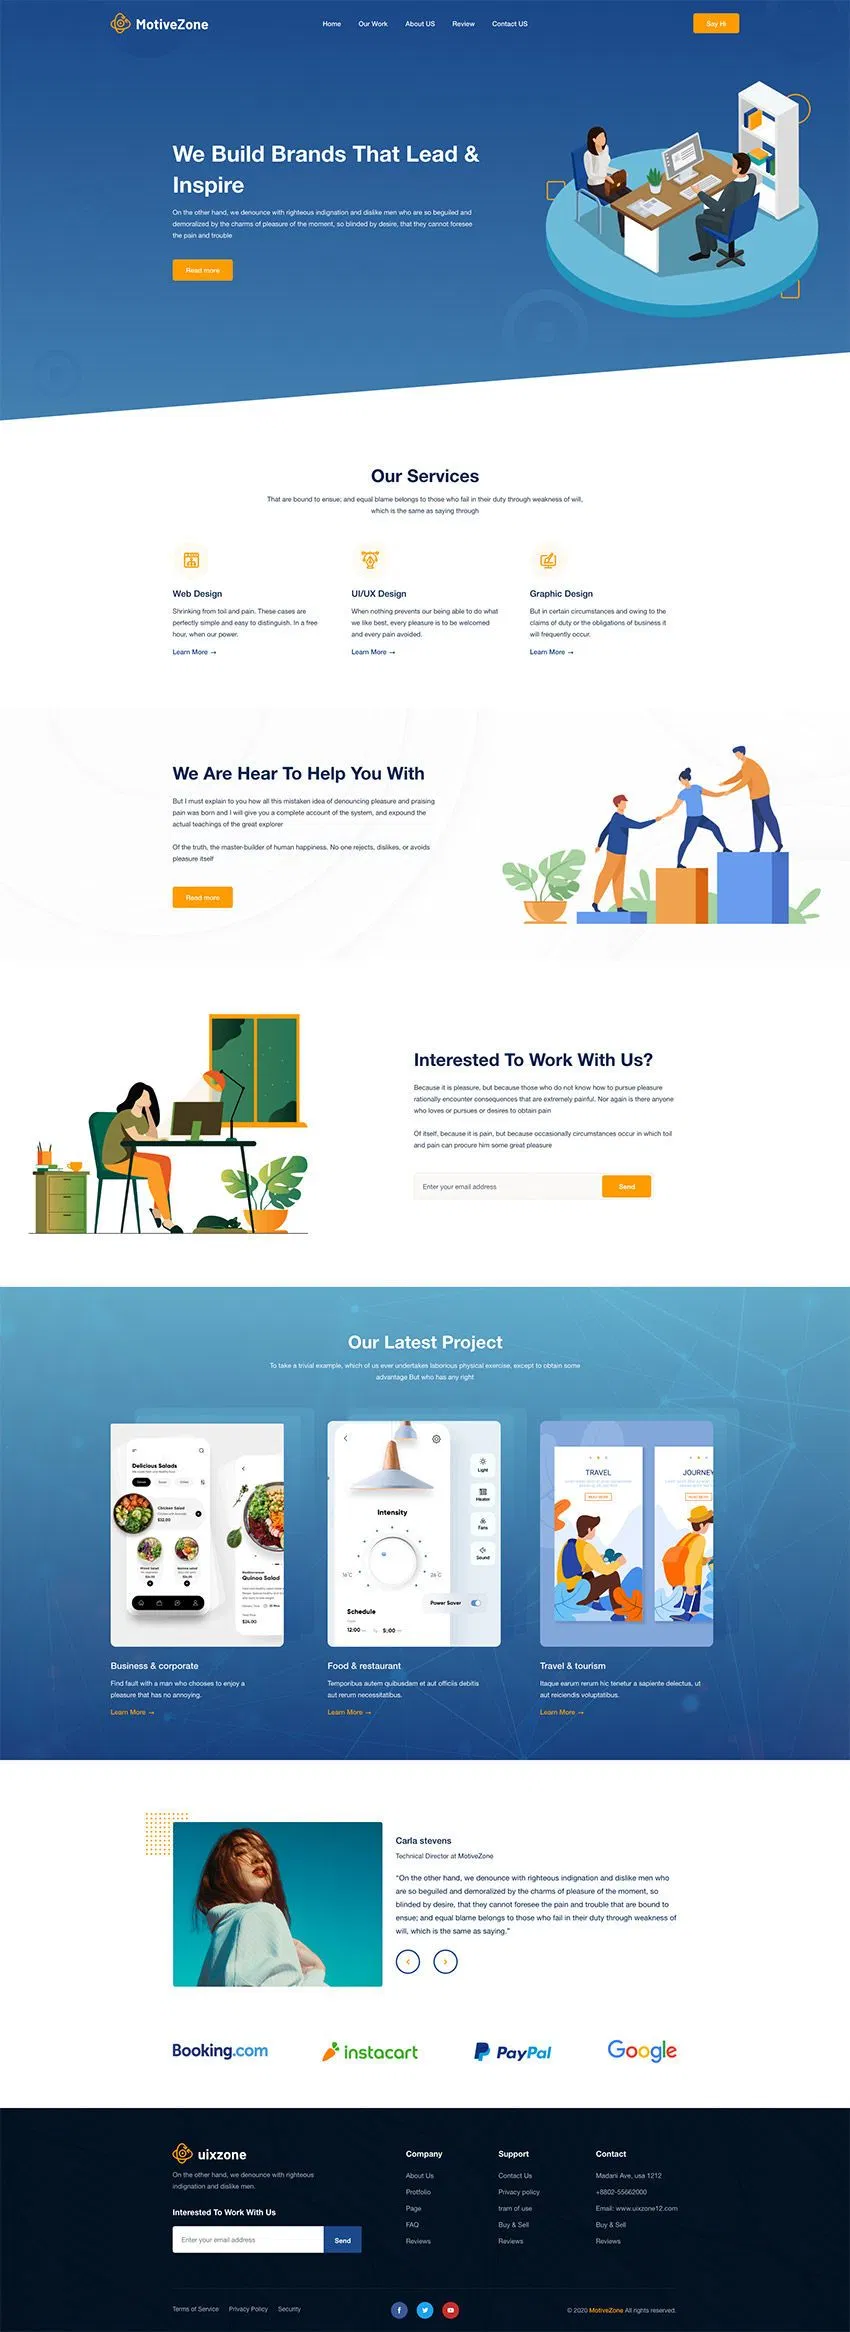 MotiveZone
Home
Our Work
About US
Review
Contact US
Say Hi
We Build Brands That Lead &
Inspire
On the other hand, we denounce with righteous indignation and dislike men who are so beguiled and
demoralized by the charms of pleasure of the moment, so blinded by desire, that they cannot foresee
the pain and trouble
Read more
Our Services
That are bound to ensue; and equal blame belongs to those who fail in their duty through weakness of will,
which is the same as saying through
Web Design
Shrinking from toil and pain. These cases are
perfectly simple and easy to distinguish. In a free
hour, when our power.
Learn More →
UI/UX Design
When nothing prevents our being able to do what
we like best, every pleasure is to be welcomed
and every pain avoided.
Learn More →
Graphic Design
But in certain circumstances and owing to the
claims of duty or the obligations of business it
will frequently occur.
Learn More →
We Are Hear To Help You With
But I must explain to you how all this mistaken idea of denouncing pleasure and praising
pain was born and I will give you a complete account of the system, and expound the
actual teachings of the great explorer
Of the truth, the master-builder of human happiness. No one rejects, dislikes, or avoids
pleasure itself
Read more
Interested To Work With Us?
Because it is pleasure, but because those who do not know how to pursue pleasure
rationally encounter consequences that are extremely painful. Nor again is there anyone
who loves or pursues or desires to obtain pain
Of itself, because it is pain, but because occasionally circumstances occur in which toil
and pain can procure him some great pleasure
Enter your email address
Send
Our Latest Project
To take a trivial example, which of us ever undertakes laborious physical exercise, except to obtain some
advantage But who has any right
Delicious Salads
Chicken Salad
$32.00
Quinoa Salad
$24.00
Intensity
16°C
26°C
Light
Heater
Fans
Sound
Power Saver
Schedule
12:00
5:00
TRAVEL
READ MORE
JOURNEY
Business & corporate
Find fault with a man who chooses to enjoy a
pleasure that has no annoying.
Learn More →
Food & restaurant
Temporibus autem quibusdam et aut officiis debitis
aut rerum necessitatibus.
Learn More →
Travel & tourism
Itaque earum rerum hic tenetur a sapiente delectus, ut
aut reiciendis voluptatibus.
Learn More →
Carla stevens
Technical Director at MotiveZone
"On the other hand, we denounce with righteous indignation and dislike men who
are so beguiled and demoralized by the charms of pleasure of the moment, so
blinded by desire, that they cannot foresee the pain and trouble that are bound to
ensue; and equal blame belongs to those who fail in their duty through weakness of
will, which is the same as saying."
Booking.com
instacart
PayPal
Google
uixzone
On the other hand, we denounce with righteous
indignation and dislike men.
Interested To Work With Us
Enter your email address
Send
Company
About Us
Protfolio
Page
FAQ
Reviews
Support
Contact Us
Privacy policy
tram of use
Buy & Sell
Reviews
Contact
Madani Ave, usa 1212
+8802-55662000
Email: www.uixzone12.com
Buy & Sell
Reviews
Terms of Service
Privacy Policy
Security
© 2020 MotiveZone All rights reserved.